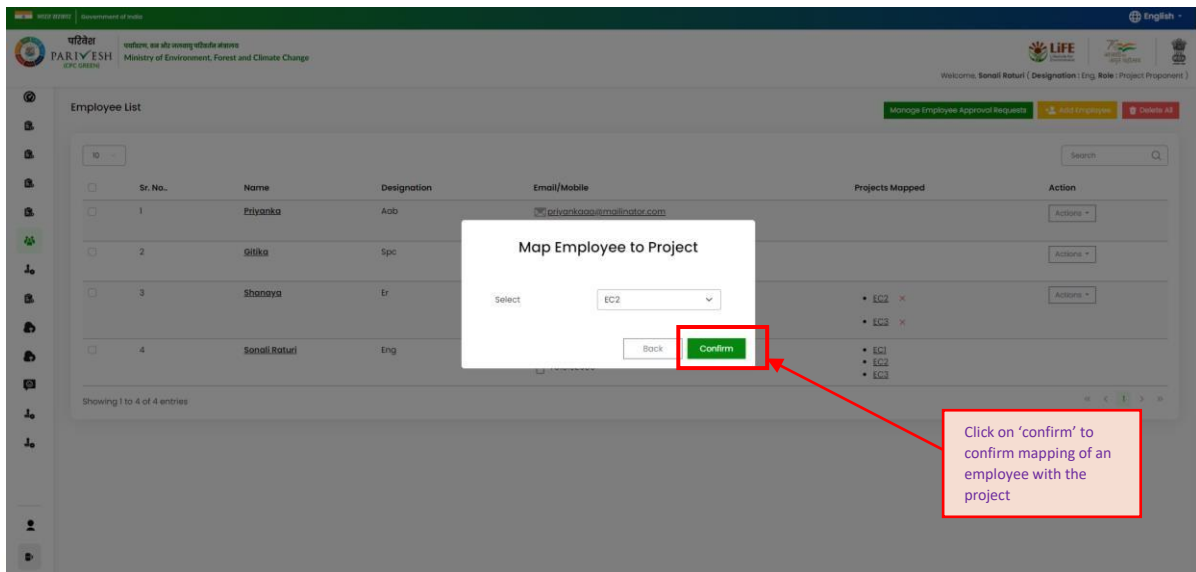 भारत सरकार Government of India
English
परिवेश
PARIVESH
(CPC GREEN)
पर्यावरण, वन और जलवायु परिवर्तन मंत्रालय
Ministry of Environment, Forest and Climate Change
LiFE
Welcome, Sonali Raturi ( Designation : Eng, Role : Project Proponent )
Employee List
Manage Employee Approval Requests
Add Employee
Delete All
10
Search
Sr. No.. Name Designation Email/Mobile Projects Mapped Action
1 Priyanka Aab priyankaaa@mailinator.com Actions
2 Gitika Spc Actions
3 Shanaya Er • EC2 × Actions
• EC3 ×
4 Sonali Raturi Eng • EC1
• EC2
• EC3
Showing 1 to 4 of 4 entries
« < 1 > »
Map Employee to Project
Select EC2
Back Confirm
Click on ‘confirm’ to
confirm mapping of an
employee with the
project